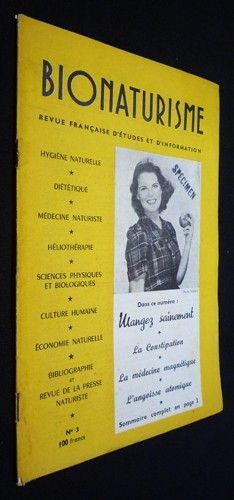 BIONATURISME
REVUE FRANÇAISE D'ÉTUDES ET D'INFORMATION
HYGIÈNE NATURELLE
DIÉTÉTIQUE
MÉDECINE NATURISTE
HÉLIOTHÉRAPIE
SCIENCES PHYSIQUES
ET BIOLOGIQUES
CULTURE HUMAINE
ÉCONOMIE NATURELLE
BIBLIOGRAPHIE
ET
REVUE DE LA PRESSE
NATURISTE
N° 3
100 francs
SPECIMEN
Dans ce numéro :
Mangez sainement
La Constipation
La médecine magnétique
L'angoisse atomique
Sommaire complet en page 2